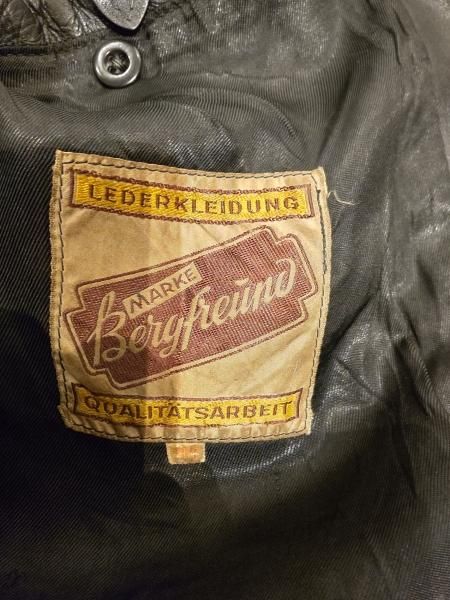 LEDERKLEIDUNG
MARKE
Bergfreund
QUALITÄTSARBEIT